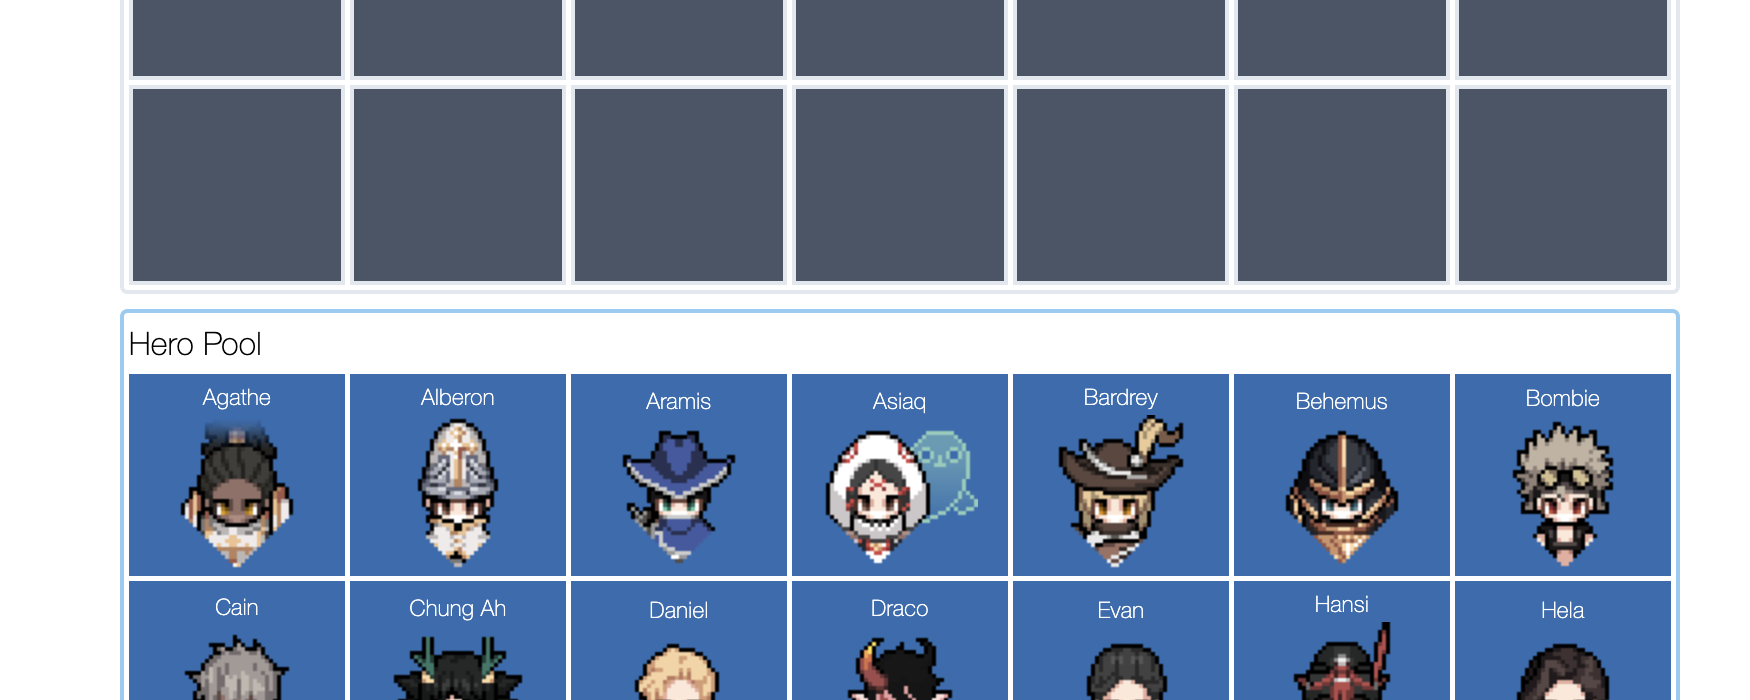 Hero Pool
Agathe
Alberon
Aramis
Asiaq
Bardrey
Behemus
Bombie
Cain
Chung Ah
Daniel
Draco
Evan
Hansi
Hela